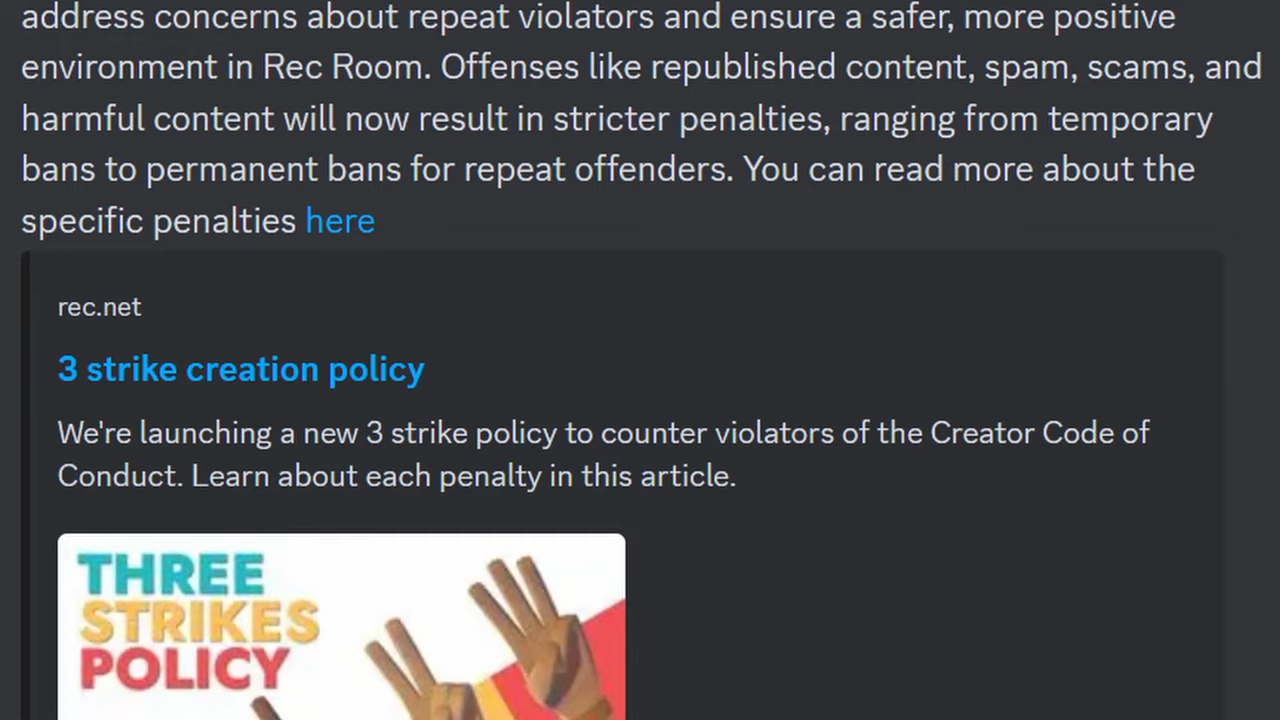 address concerns about repeat violators and ensure a safer, more positive
environment in Rec Room. Offenses like republished content, spam, scams, and
harmful content will now result in stricter penalties, ranging from temporary
bans to permanent bans for repeat offenders. You can read more about the
specific penalties here
rec.net
3 strike creation policy
We're launching a new 3 strike policy to counter violators of the Creator Code of
Conduct. Learn about each penalty in this article.
THREE
STRIKES
POLICY